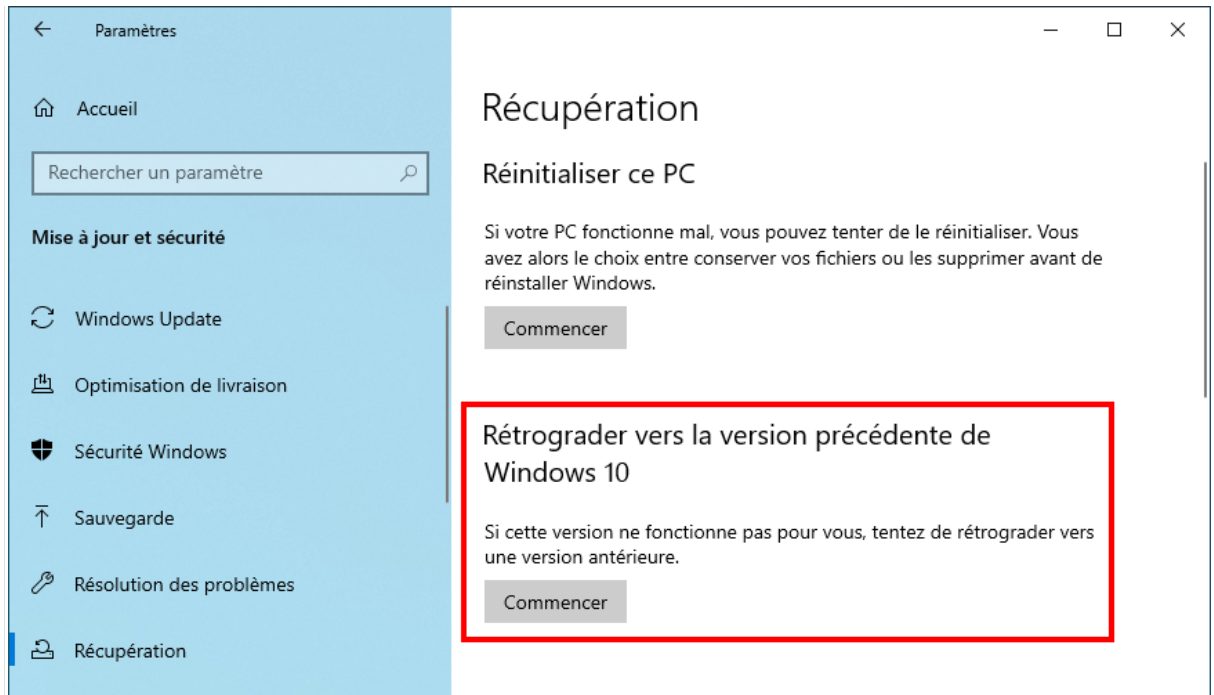 Paramètres
Accueil
Rechercher un paramètre
Mise à jour et sécurité
Windows Update
Optimisation de livraison
Sécurité Windows
Sauvegarde
Résolution des problèmes
Récupération
Récupération
Réinitialiser ce PC
Si votre PC fonctionne mal, vous pouvez tenter de le réinitialiser. Vous
avez alors le choix entre conserver vos fichiers ou les supprimer avant de
réinstaller Windows.
Commencer
Rétrograder vers la version précédente de
Windows 10
Si cette version ne fonctionne pas pour vous, tentez de rétrograder vers
une version antérieure.
Commencer